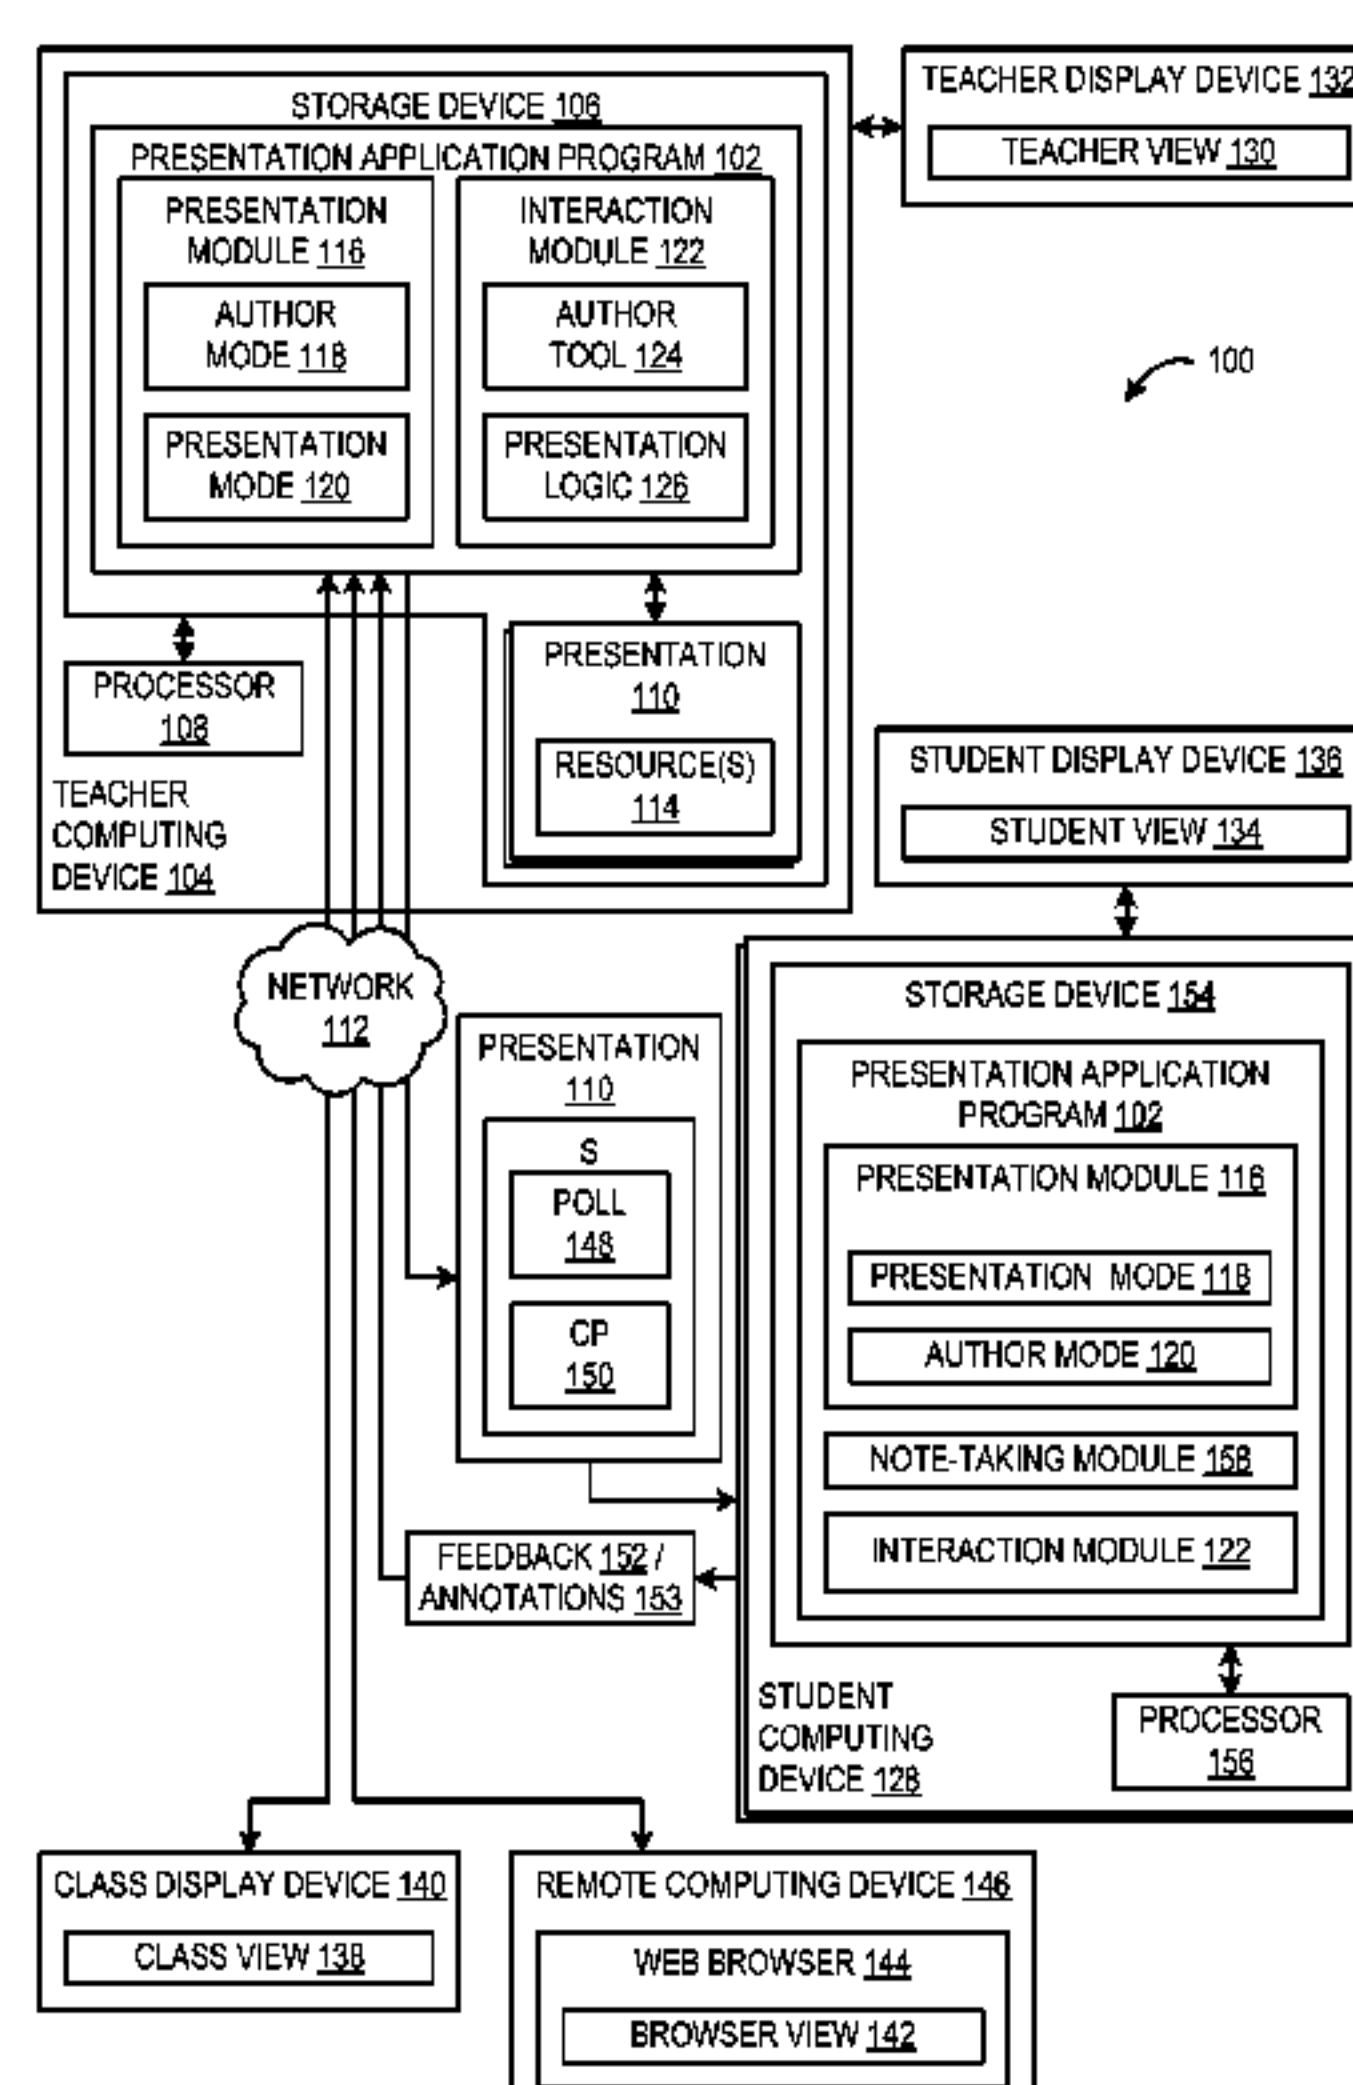 STORAGE DEVICE 106
PRESENTATION APPLICATION PROGRAM 102
PRESENTATION
MODULE 116
AUTHOR
MODE 118
PRESENTATION
MODE 120
INTERACTION
MODULE 122
AUTHOR
TOOL 124
PRESENTATION
LOGIC 126
TEACHER DISPLAY DEVICE 132
TEACHER VIEW 130
100
PROCESSOR
108
PRESENTATION
110
RESOURCE(S)
114
TEACHER
COMPUTING
DEVICE 104
STUDENT DISPLAY DEVICE 136
STUDENT VIEW 134
NETWORK
112
PRESENTATION
110
S
POLL
148
CP
150
STORAGE DEVICE 154
PRESENTATION APPLICATION
PROGRAM 102
PRESENTATION MODULE 116
PRESENTATION MODE 118
AUTHOR MODE 120
NOTE-TAKING MODULE 158
INTERACTION MODULE 122
FEEDBACK 152 /
ANNOTATIONS 153
STUDENT
COMPUTING
DEVICE 128
PROCESSOR
156
CLASS DISPLAY DEVICE 140
CLASS VIEW 138
REMOTE COMPUTING DEVICE 146
WEB BROWSER 144
BROWSER VIEW 142